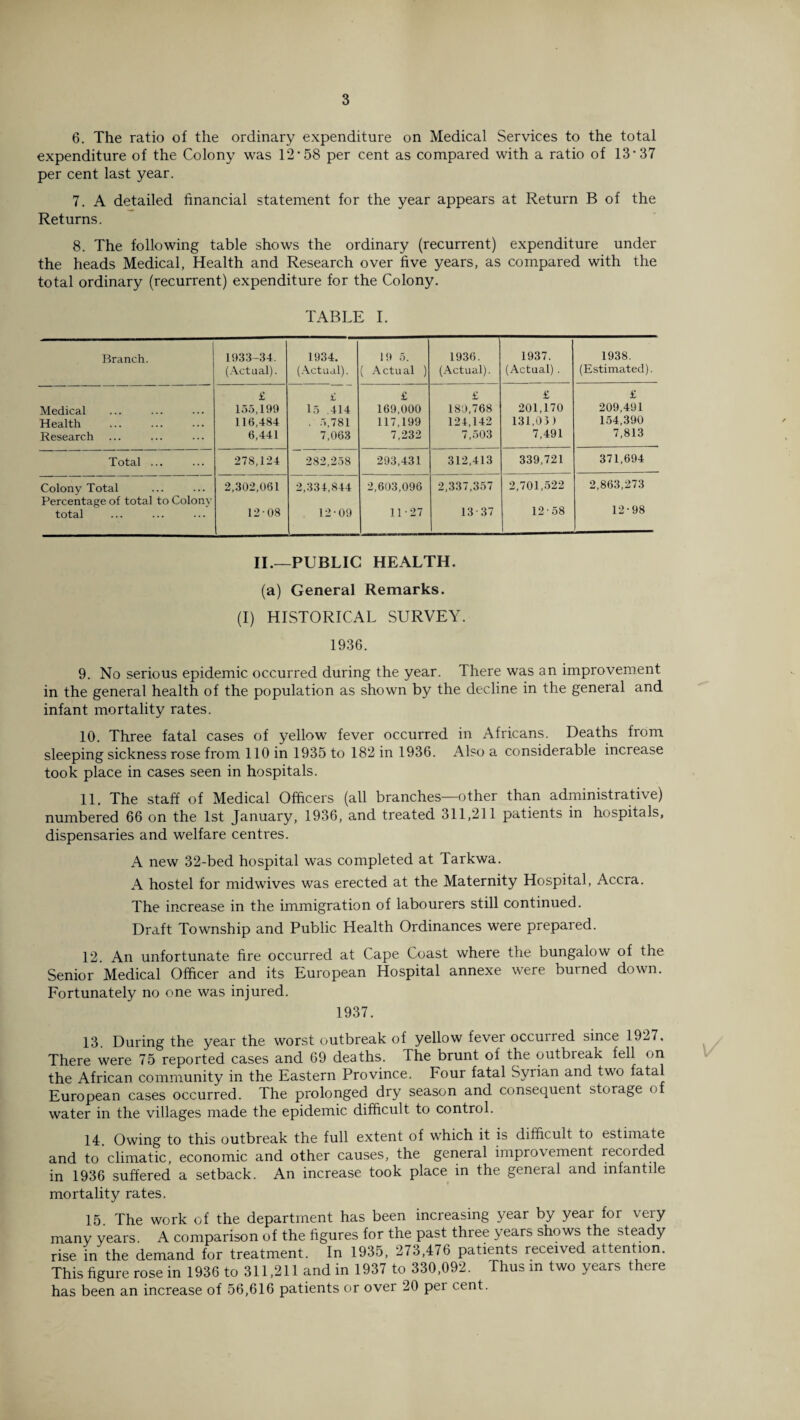 3
6. The ratio of the ordinary expenditure on Medical Services to the total
expenditure of the Colony was 12·58 per cent as compared with a ratio of 13·37
per cent last year.
7. A detailed financial statement for the year appears at Return B of the
Returns.
8. The following table shows the ordinary (recurrent) expenditure under
the heads Medical, Health and Research over five years, as compared with the
total ordinary (recurrent) expenditure for the Colony.
TABLE I.
Branch. 1933-34. (Actual). 1934. (Actual). 19 5. ( Actual ) 1936. (Actual). 1937. (Actual) . 1938. (Estimated).
£ £ £ £ £ £
Medical ... ... ... 155,199 15 414 169,000 180,768 201,170 209,491
Health ... ... ... 116,484 . 5,781 117,199 124,142 154,390
Research ... ... ... 6,441 7,063 7,232 7,503 7,491 7,813
Total ... ... 278,124 282,258 293,431 312,413 339,721 371,694
Colony Total ... ... 2,302,061 2,334,844 2,603,096 2,337,357 2,701,522 2,863,273
Percentage of total to Colony
total ... ... ... 12·08 12·09 11·27 13·37 12·58 12·98
II.—PUBLIC HEALTH.
(a) General Remarks.
(I) HISTORICAL SURVEY.
1936.
9. No serious epidemic occurred during the year. There was an improvement
in the general health of the population as shown by the decline in the general and
infant mortality rates.
10. Three fatal cases of yellow fever occurred in Africans. Deaths from
sleeping sickness rose from 110 in 1935 to 182 in 1936. Also a considerable increase
took place in cases seen in hospitals.
11. The staff of Medical Officers (all branches—other than administrative)
numbered 66 on the 1st January, 1936, and treated 311,211 patients in hospitals,
dispensaries and welfare centres.
A new 32-bed hospital was completed at Tarkwa.
A hostel for midwives was erected at the Maternity Hospital, Accra.
The increase in the immigration of labourers still continued.
Draft Township and Public Health Ordinances were prepared.
12. An unfortunate fire occurred at Cape Coast where the bungalow of the
Senior Medical Officer and its European Hospital annexe were burned down.
Fortunately no one was injured.
1937.
13. During the year the worst outbreak of yellow fever occurred since 1927.
There were 75 reported cases and 69 deaths. The brunt of the outbreak fell on
the African community in the Eastern Province. Four fatal Syrian and two fatal
European cases occurred. The prolonged dry season and consequent storage of
water in the villages made the epidemic difficult to control.
14. Owing to this outbreak the full extent of which it is difficult to estimate
and to climatic, economic and other causes, the general improvement recorded
in 1936 suffered a setback. An increase took place in the general and infantile
mortality rates.
15. The work of the department has been increasing year by year for very
many years. A comparison of the figures for the past three years shows the steady
rise in the demand for treatment. In 1935, 273,476 patients received attention.
This figure rose in 1936 to 311,211 and in 1937 to 330,092. Thus in two years there
has been an increase of 56,616 patients or over 20 per cent.